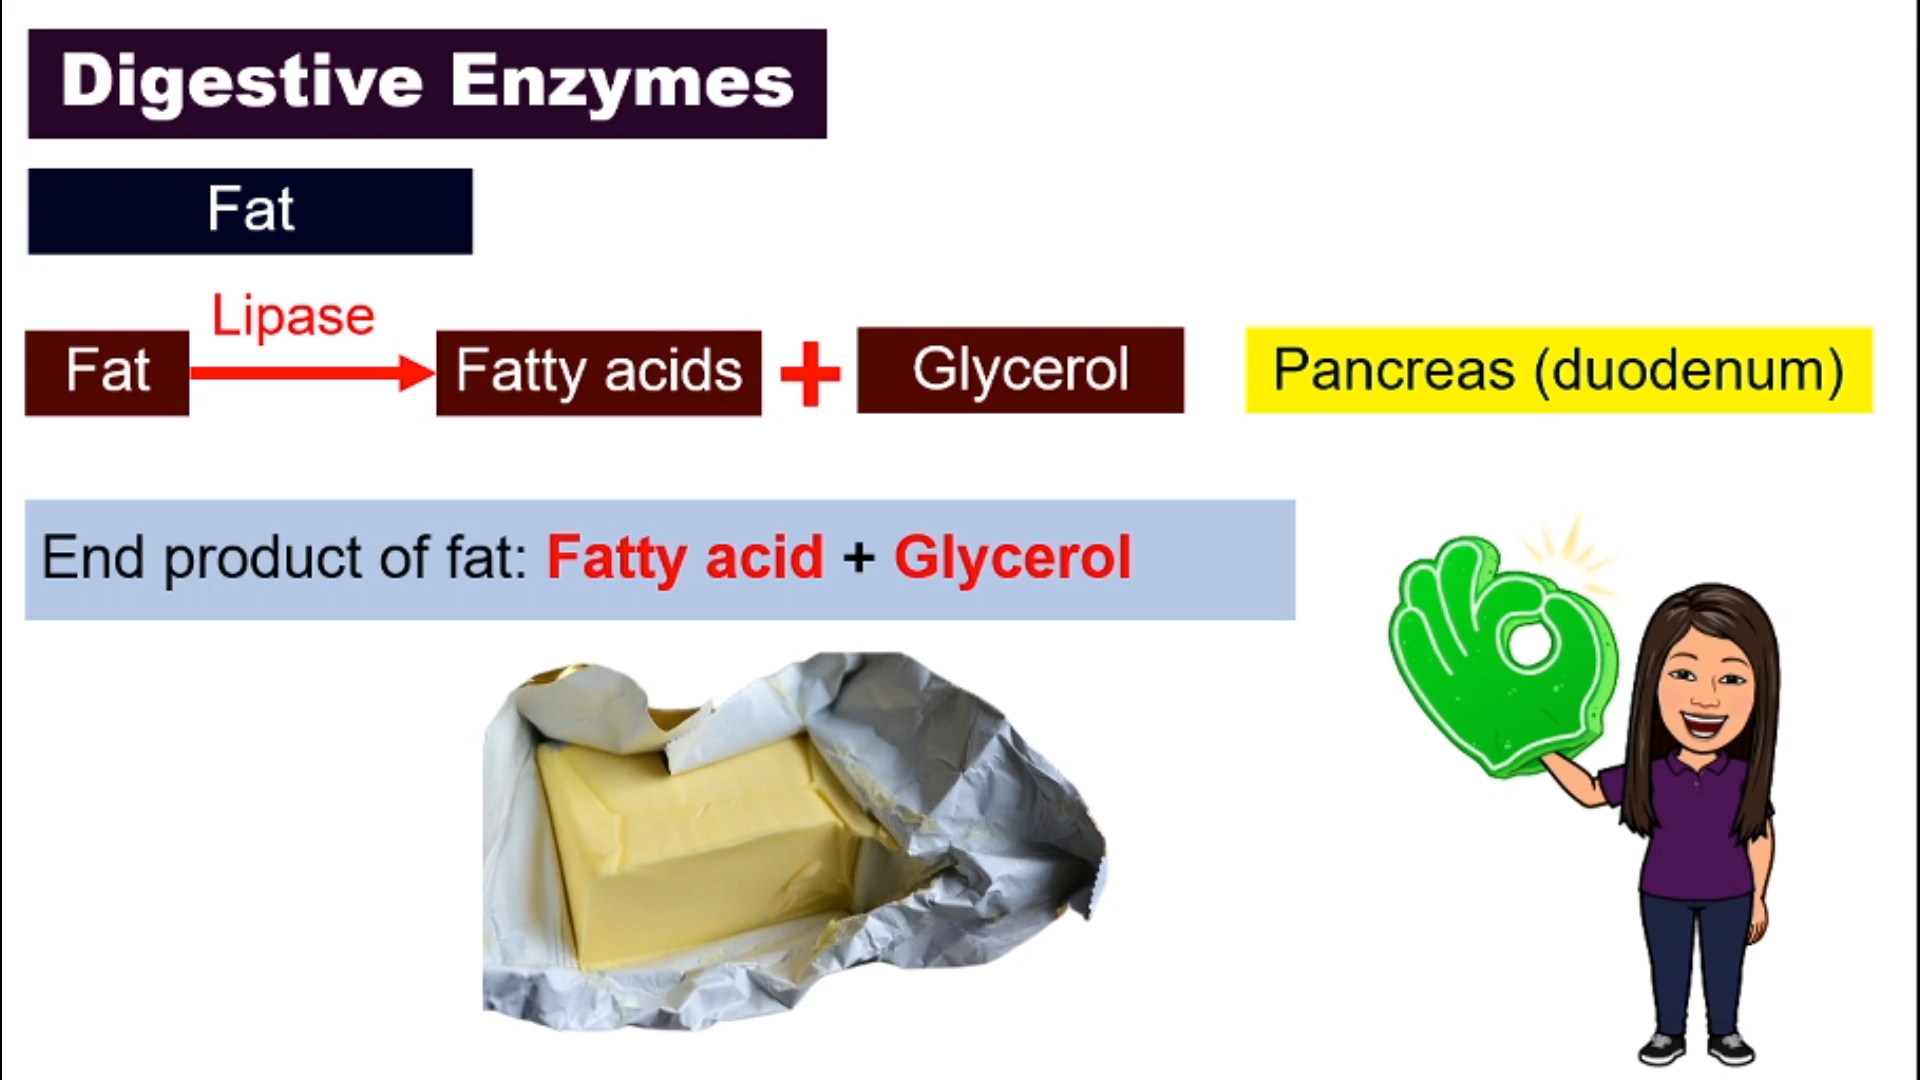 Digestive Enzymes
Fat
Lipase
Fat Fatty acids + Glycerol Pancreas (duodenum)
End product of fat: Fatty acid + Glycerol